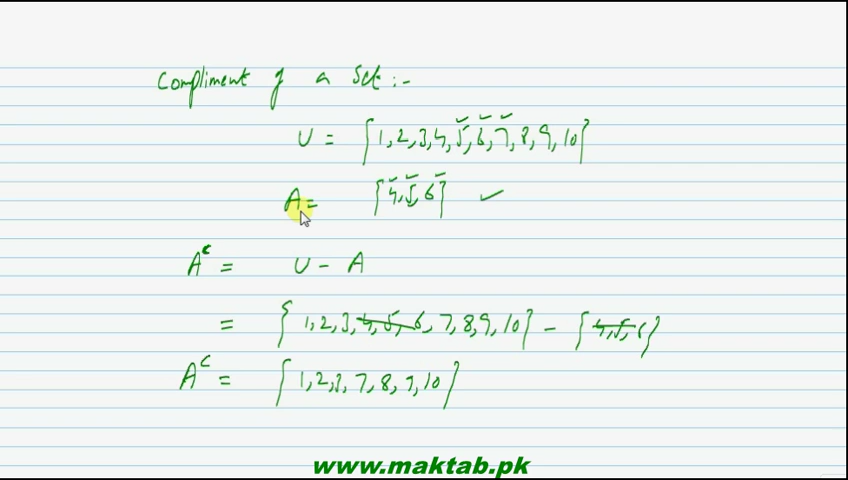 Compliment of a Set :-
U = {1,2,3,4,5,6,7,8,9,10}
A = {4,5,6}
A^c = U - A
= {1,2,3,4,5,6,7,8,9,10} - {4,5,6}
A^c = {1,2,3,7,8,9,10}
www.maktab.pk